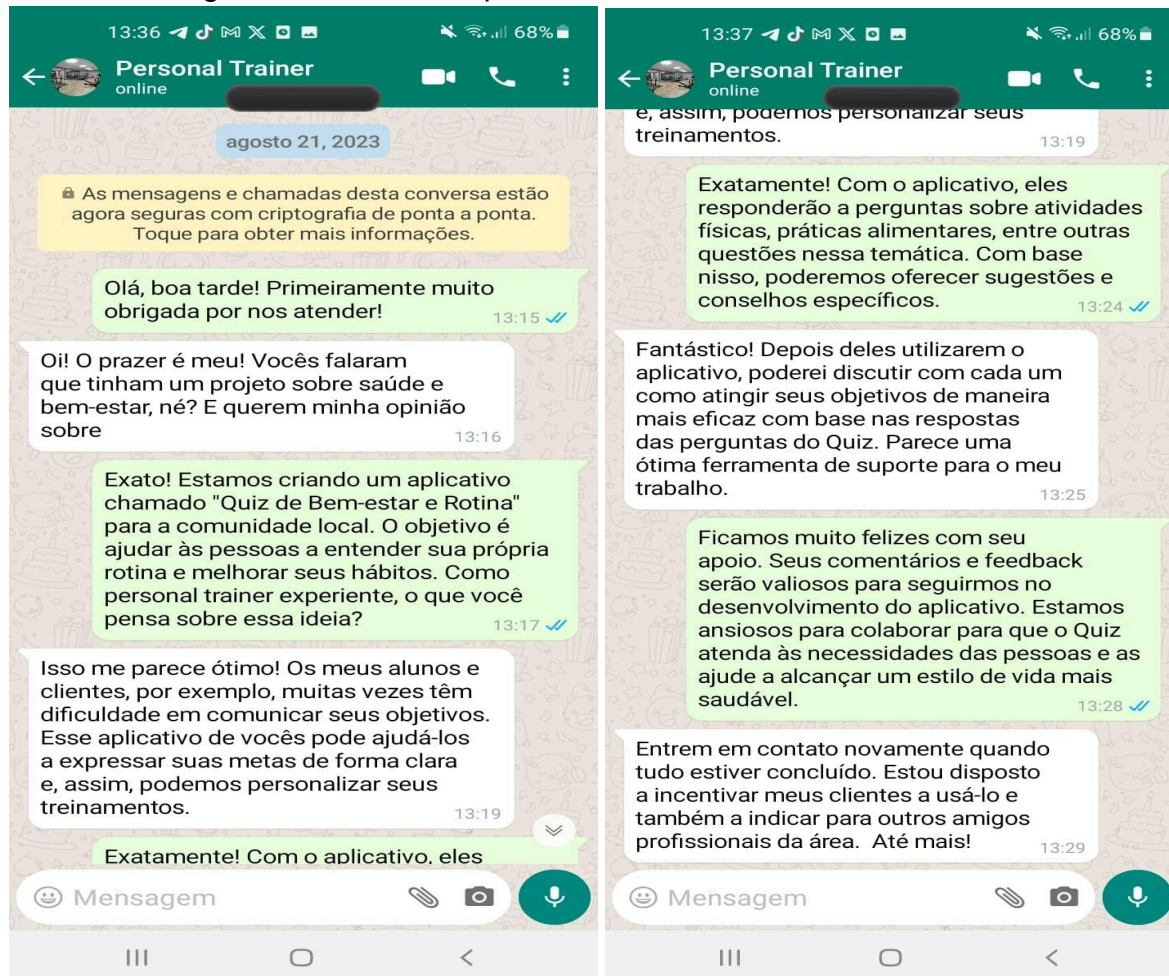 13:36
68%
Personal Trainer
online
agosto 21, 2023
As mensagens e chamadas desta conversa estão
agora seguras com criptografia de ponta a ponta.
Toque para obter mais informações.
Olá, boa tarde! Primeiramente muito
obrigada por nos atender!
13:15
Oi! O prazer é meu! Vocês falaram
que tinham um projeto sobre saúde e
bem-estar, né? E querem minha opinião
sobre
13:16
Exato! Estamos criando um aplicativo
chamado "Quiz de Bem-estar e Rotina"
para a comunidade local. O objetivo é
ajudar às pessoas a entender sua própria
rotina e melhorar seus hábitos. Como
personal trainer experiente, o que você
pensa sobre essa ideia?
13:17
Isso me parece ótimo! Os meus alunos e
clientes, por exemplo, muitas vezes têm
dificuldade em comunicar seus objetivos.
Esse aplicativo de vocês pode ajudá-los
a expressar suas metas de forma clara
e, assim, podemos personalizar seus
treinamentos.
13:19
Exatamente! Com o aplicativo, eles
Mensagem
13:37
68%
Personal Trainer
online
e, assim, podemos personalizar seus
treinamentos.
13:19
Exatamente! Com o aplicativo, eles
responderão a perguntas sobre atividades
físicas, práticas alimentares, entre outras
questões nessa temática. Com base
nisso, poderemos oferecer sugestões e
conselhos específicos.
13:24
Fantástico! Depois deles utilizarem o
aplicativo, poderei discutir com cada um
como atingir seus objetivos de maneira
mais eficaz com base nas respostas
das perguntas do Quiz. Parece uma
ótima ferramenta de suporte para o meu
trabalho.
13:25
Ficamos muito felizes com seu
apoio. Seus comentários e feedback
serão valiosos para seguirmos no
desenvolvimento do aplicativo. Estamos
ansiosos para colaborar para que o Quiz
atenda às necessidades das pessoas e as
ajude a alcançar um estilo de vida mais
saudável.
13:28
Entrem em contato novamente quando
tudo estiver concluído. Estou disposto
a incentivar meus clientes a usá-lo e
também a indicar para outros amigos
profissionais da área. Até mais!
13:29
Mensagem